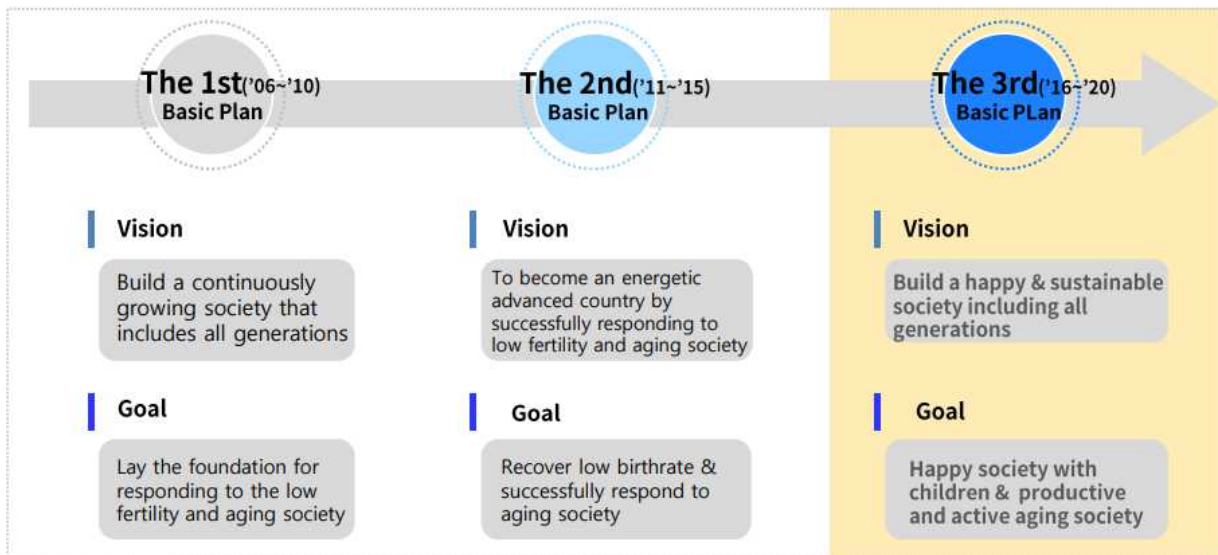 The 1st('06~'10)
Basic Plan
The 2nd('11~'15)
Basic Plan
The 3rd('16~'20)
Basic PLan
Vision
Build a continuously
growing society that
includes all generations
Goal
Lay the foundation for
responding to the low
fertility and aging society
Vision
To become an energetic
advanced country by
successfully responding to
low fertility and aging society
Goal
Recover low birthrate &
successfully respond to
aging society
Vision
Build a happy & sustainable
society including all
generations
Goal
Happy society with
children & productive
and active aging society